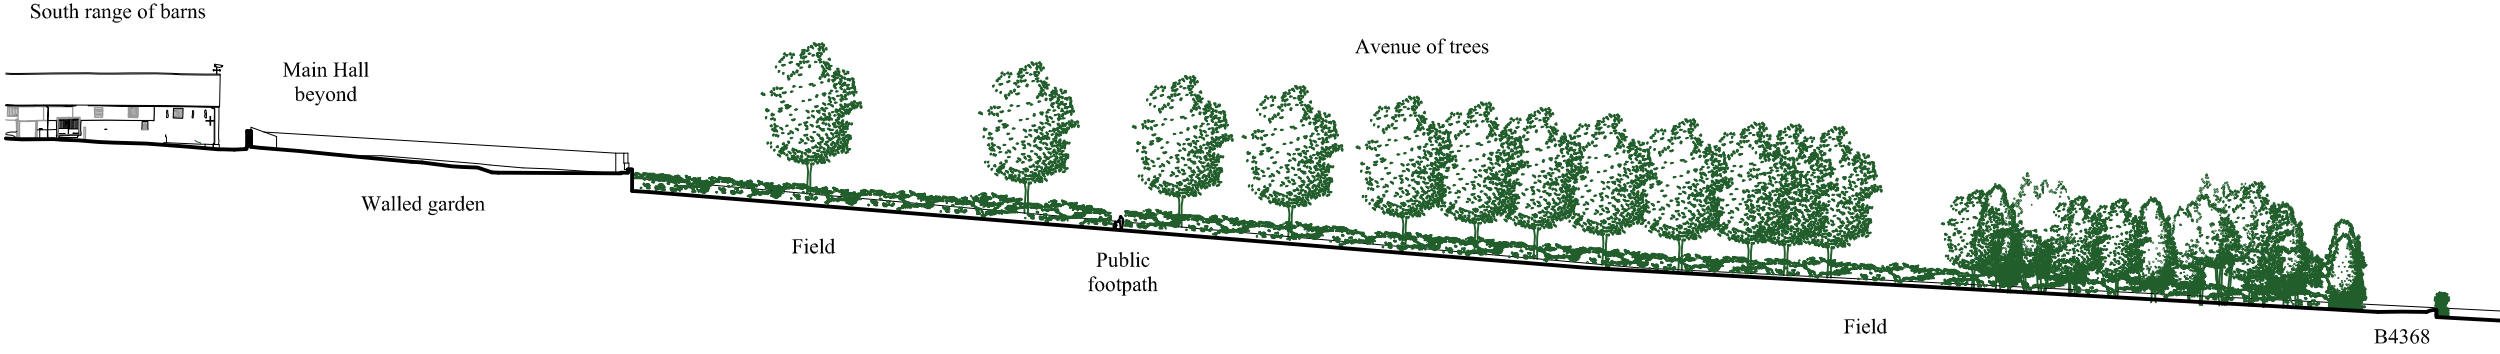 South range of barns
Main Hall
beyond
Avenue of trees
Walled garden
Field
Public
footpath
Field
B4368